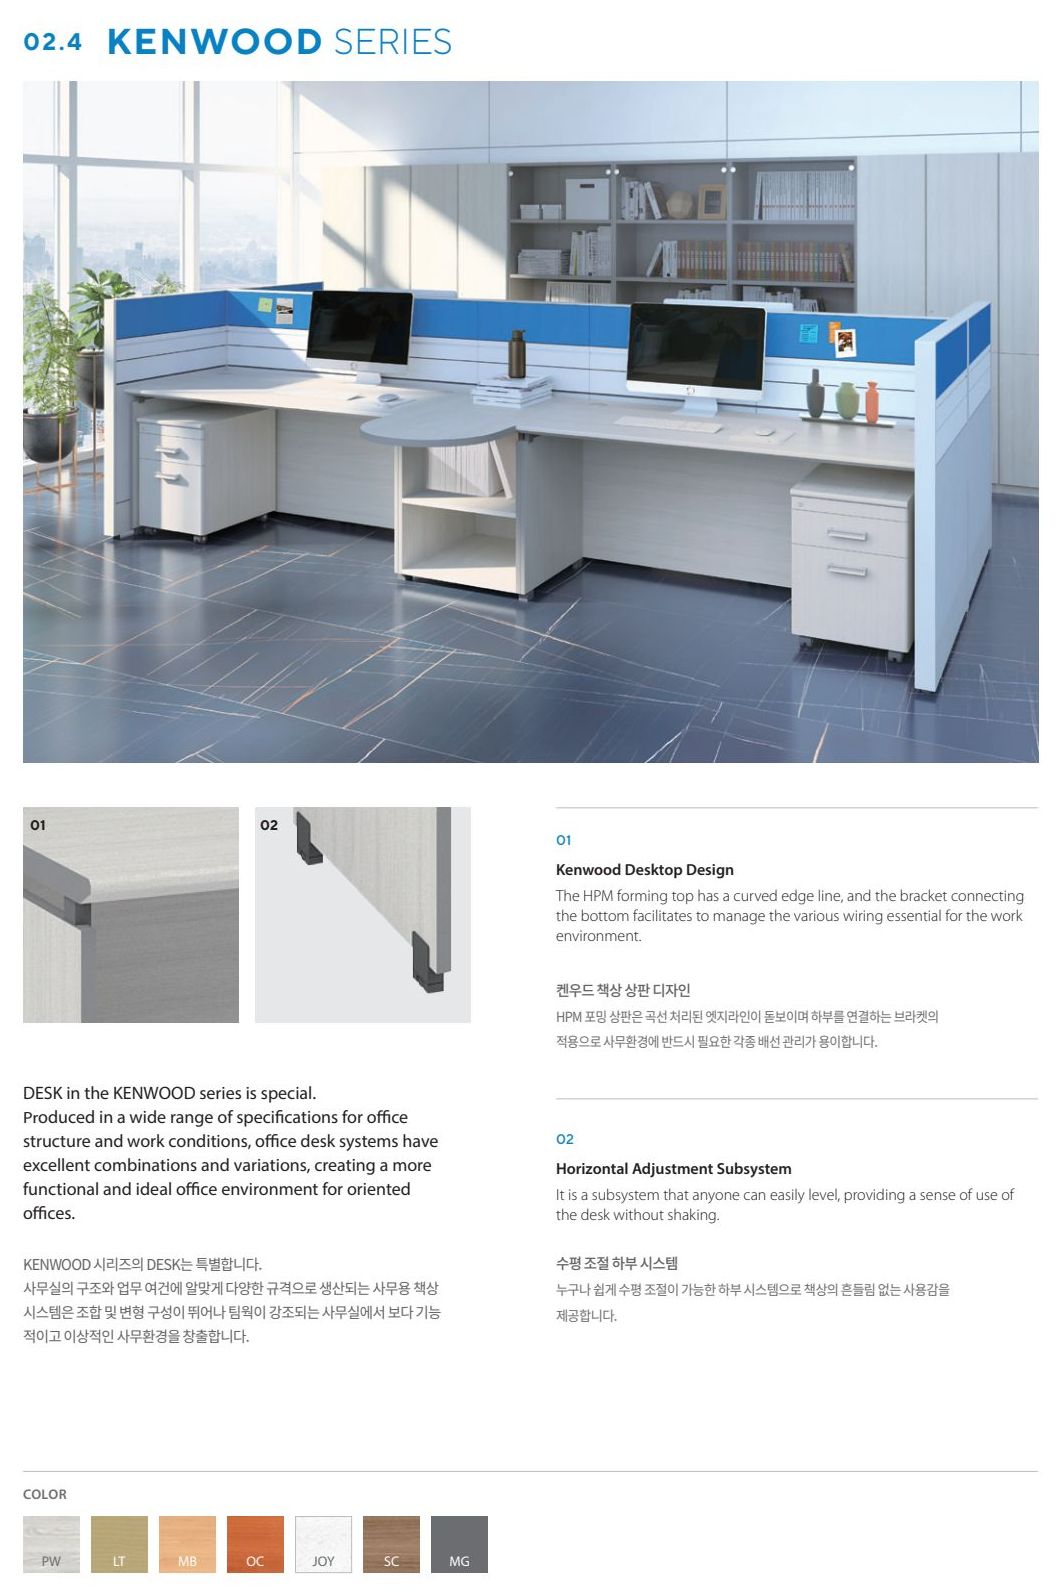 02.4 KENWOOD SERIES
01
02
DESK in the KENWOOD series is special.
Produced in a wide range of specifications for office
structure and work conditions, office desk systems have
excellent combinations and variations, creating a more
functional and ideal office environment for oriented
offices.
KENWOOD 시리즈의 DESK는 특별합니다.
사무실의 구조와 업무 여건에 알맞게 다양한 규격으로 생산되는 사무용 책상
시스템은 조합 및 변형 구성이 뛰어나 팀웍이 강조되는 사무실에서 보다 기능
적이고 이상적인 사무환경을 창출합니다.
01
Kenwood Desktop Design
The HPM forming top has a curved edge line, and the bracket connecting
the bottom facilitates to manage the various wiring essential for the work
environment.
켄우드 책상 상판 디자인
HPM 포밍 상판은 곡선 처리된 엣지라인이 돋보이며 하부를 연결하는 브라켓의
적용으로 사무환경에 반드시 필요한 각종 배선 관리가 용이합니다.
02
Horizontal Adjustment Subsystem
It is a subsystem that anyone can easily level, providing a sense of use of
the desk without shaking.
수평 조절 하부 시스템
누구나 쉽게 수평 조절이 가능한 하부 시스템으로 책상의 흔들림 없는 사용감을
제공합니다.
COLOR
PW LT MB OC JOY SC MG